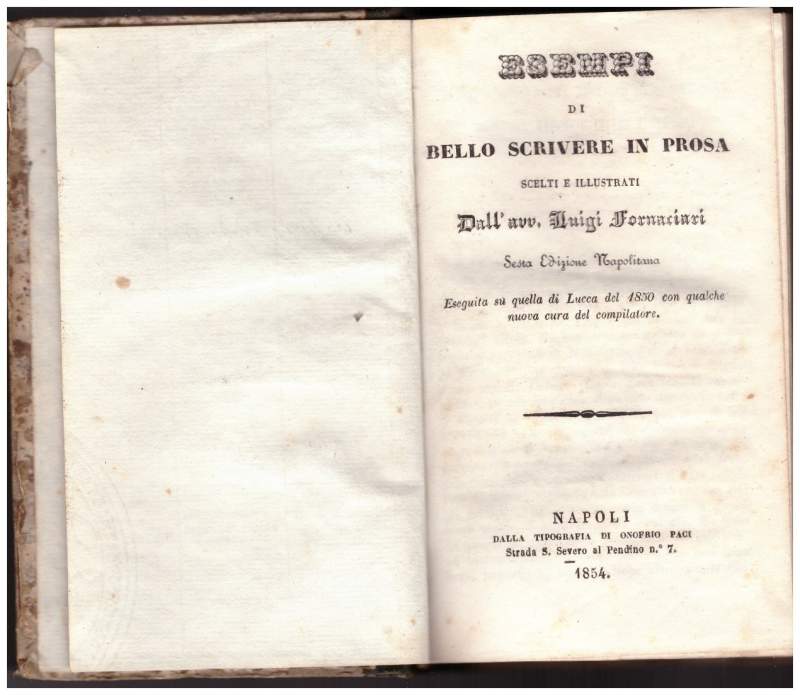 ESEMPI
DI
BELLO SCRIVERE IN PROSA
SCELTI E ILLUSTRATI
Dall'avv. Luigi Fornaciari
Sesta Edizione Napolitana
Eseguita su quella di Lucca del 1850 con qualche
nuova cura del compilatore.
NAPOLI
DALLA TIPOGRAFIA DI ONOFRIO PACI
Strada S. Severo al Pendino n.° 7.
1854.